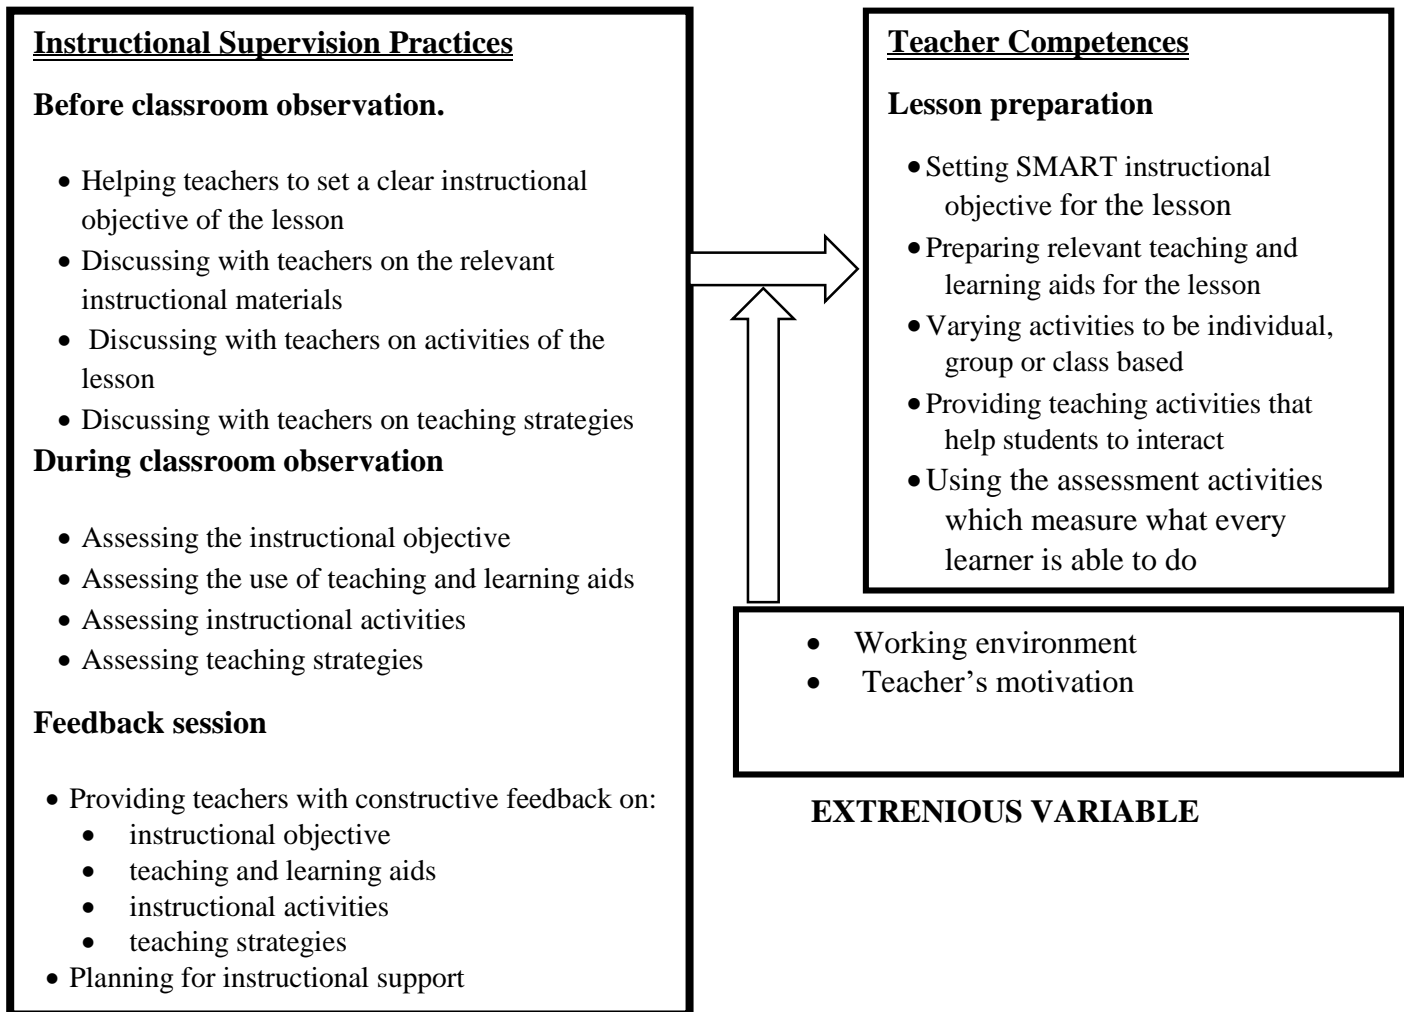 Instructional Supervision Practices
Before classroom observation.
• Helping teachers to set a clear instructional
objective of the lesson
• Discussing with teachers on the relevant
instructional materials
• Discussing with teachers on activities of the
lesson
• Discussing with teachers on teaching strategies
During classroom observation
• Assessing the instructional objective
• Assessing the use of teaching and learning aids
• Assessing instructional activities
• Assessing teaching strategies
Feedback session
• Providing teachers with constructive feedback on:
• instructional objective
• teaching and learning aids
• instructional activities
• teaching strategies
• Planning for instructional support
Teacher Competences
Lesson preparation
• Setting SMART instructional
objective for the lesson
• Preparing relevant teaching and
learning aids for the lesson
• Varying activities to be individual,
group or class based
• Providing teaching activities that
help students to interact
• Using the assessment activities
which measure what every
learner is able to do
• Working environment
• Teacher’s motivation
EXTRENIOUS VARIABLE